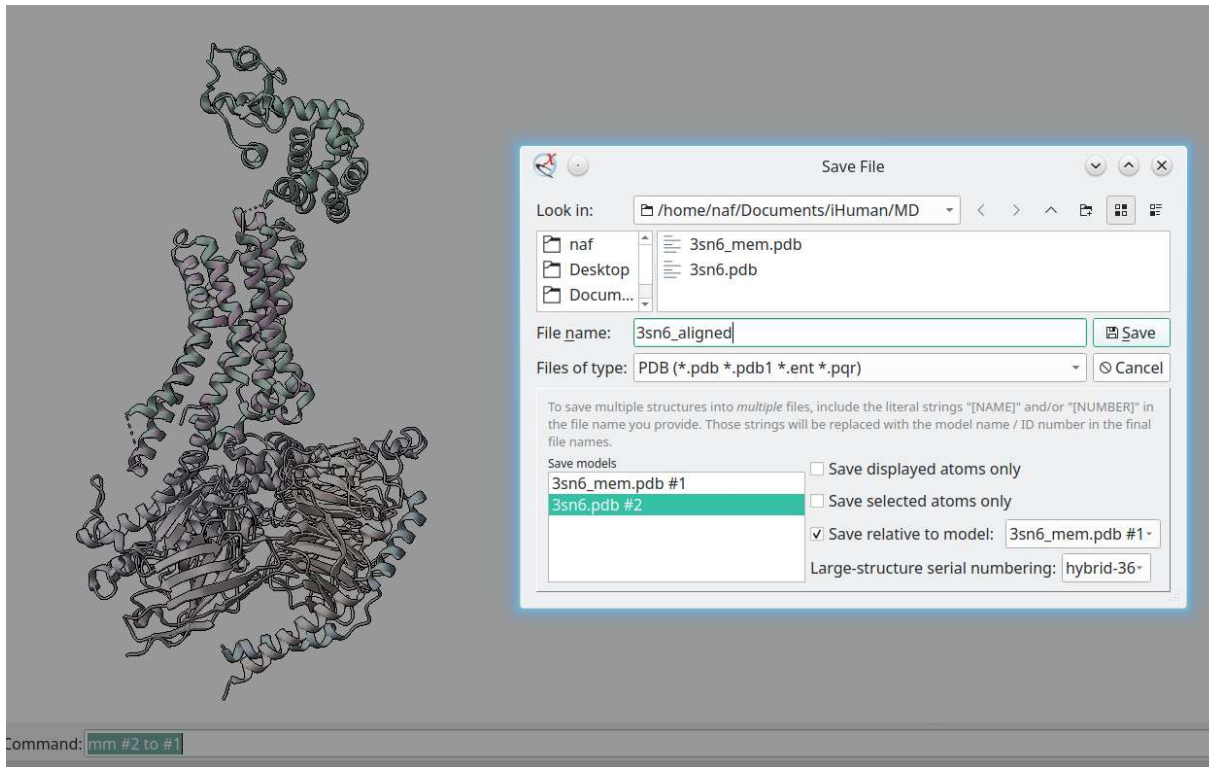 Save File
Look in: /home/naf/Documents/iHuman/MD
naf
Desktop
Docum...
3sn6_mem.pdb
3sn6.pdb
File name: 3sn6_aligned Save
Files of type: PDB (*.pdb *.pdb1 *.ent *.pqr) Cancel
To save multiple structures into multiple files, include the literal strings "[NAME]" and/or "[NUMBER]" in
the file name you provide. Those strings will be replaced with the model name / ID number in the final
file names.
Save models
3sn6_mem.pdb #1
3sn6.pdb #2
Save displayed atoms only
Save selected atoms only
Save relative to model: 3sn6_mem.pdb #1
Large-structure serial numbering: hybrid-36
Command: mm #2 to #1